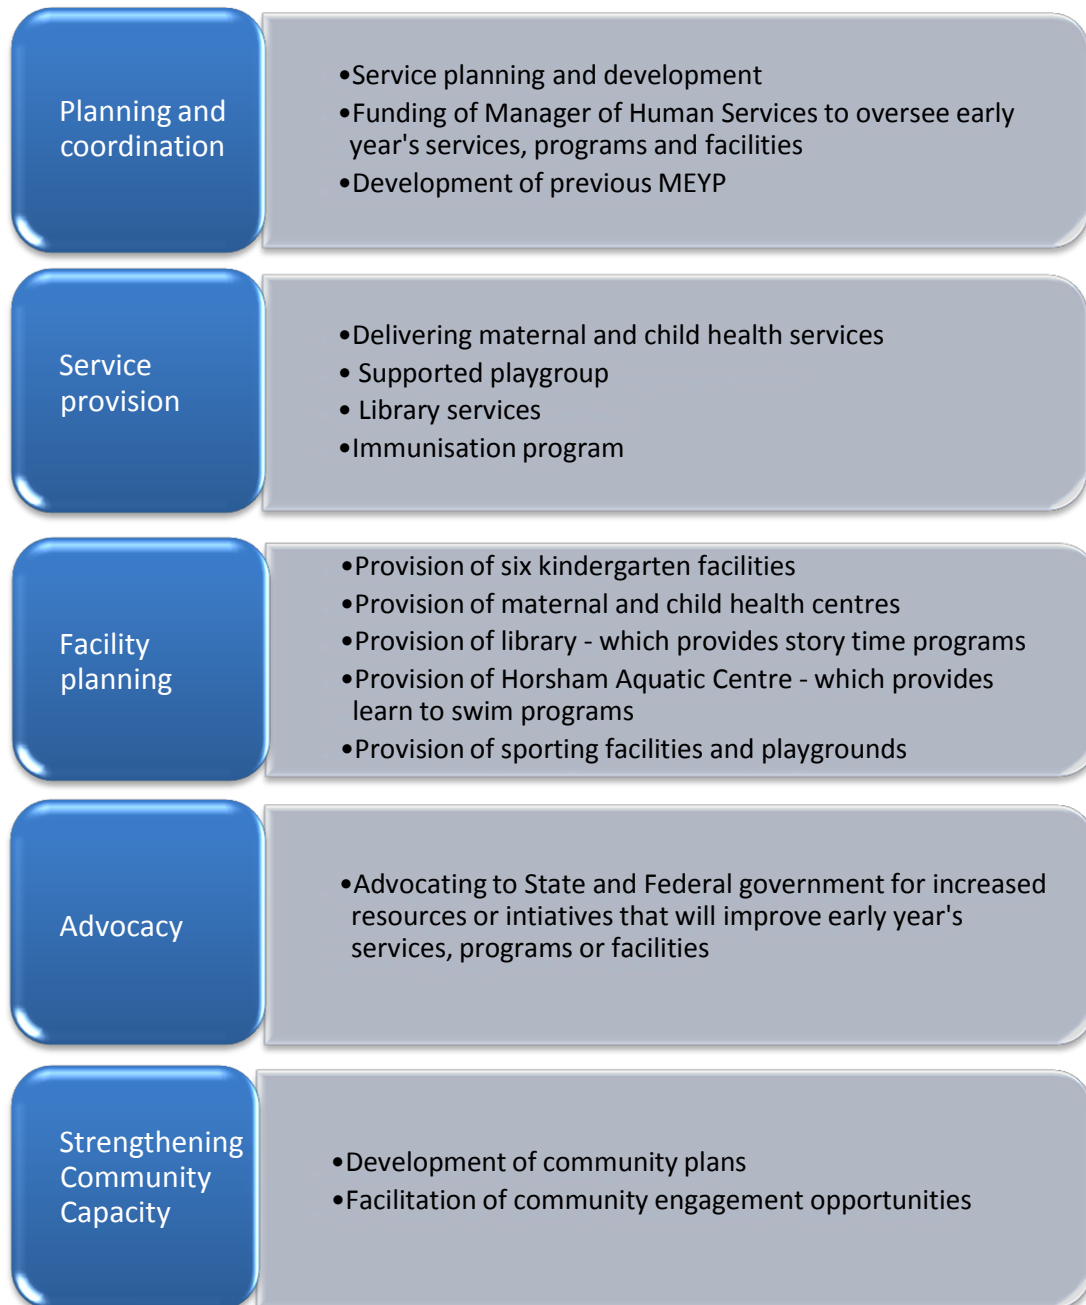 Planning and
coordination
•Service planning and development
•Funding of Manager of Human Services to oversee early
year's services, programs and facilities
•Development of previous MEYP
Service
provision
•Delivering maternal and child health services
• Supported playgroup
• Library services
•Immunisation program
Facility
planning
•Provision of six kindergarten facilities
•Provision of maternal and child health centres
•Provision of library - which provides story time programs
•Provision of Horsham Aquatic Centre - which provides
learn to swim programs
•Provision of sporting facilities and playgrounds
Advocacy
•Advocating to State and Federal government for increased
resources or intiatives that will improve early year's
services, programs or facilities
Strengthening
Community
Capacity
•Development of community plans
•Facilitation of community engagement opportunities